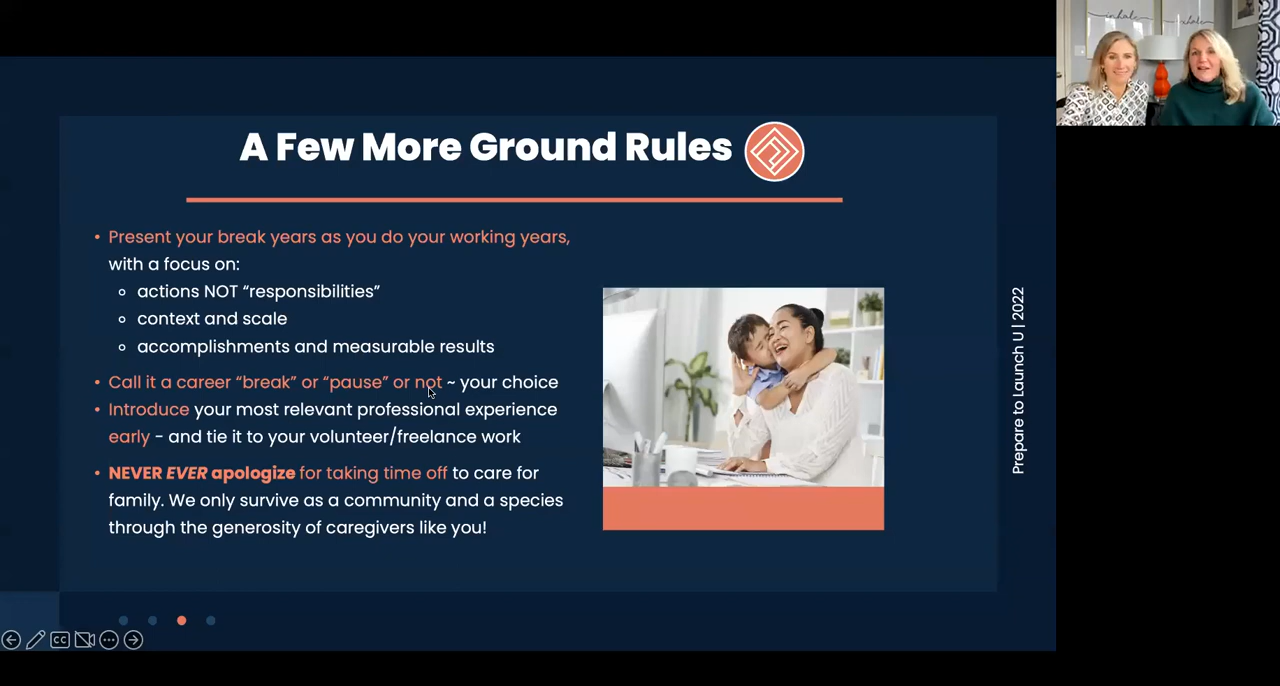 inhale
exhale
A Few More Ground Rules
• Present your break years as you do your working years,
with a focus on:
actions NOT “responsibilities”
context and scale
accomplishments and measurable results
• Call it a career “break” or “pause” or not ~ your choice
• Introduce your most relevant professional experience
early - and tie it to your volunteer/freelance work
• NEVER EVER apologize for taking time off to care for
family. We only survive as a community and a species
through the generosity of caregivers like you!
Prepare to Launch U | 2022
CC